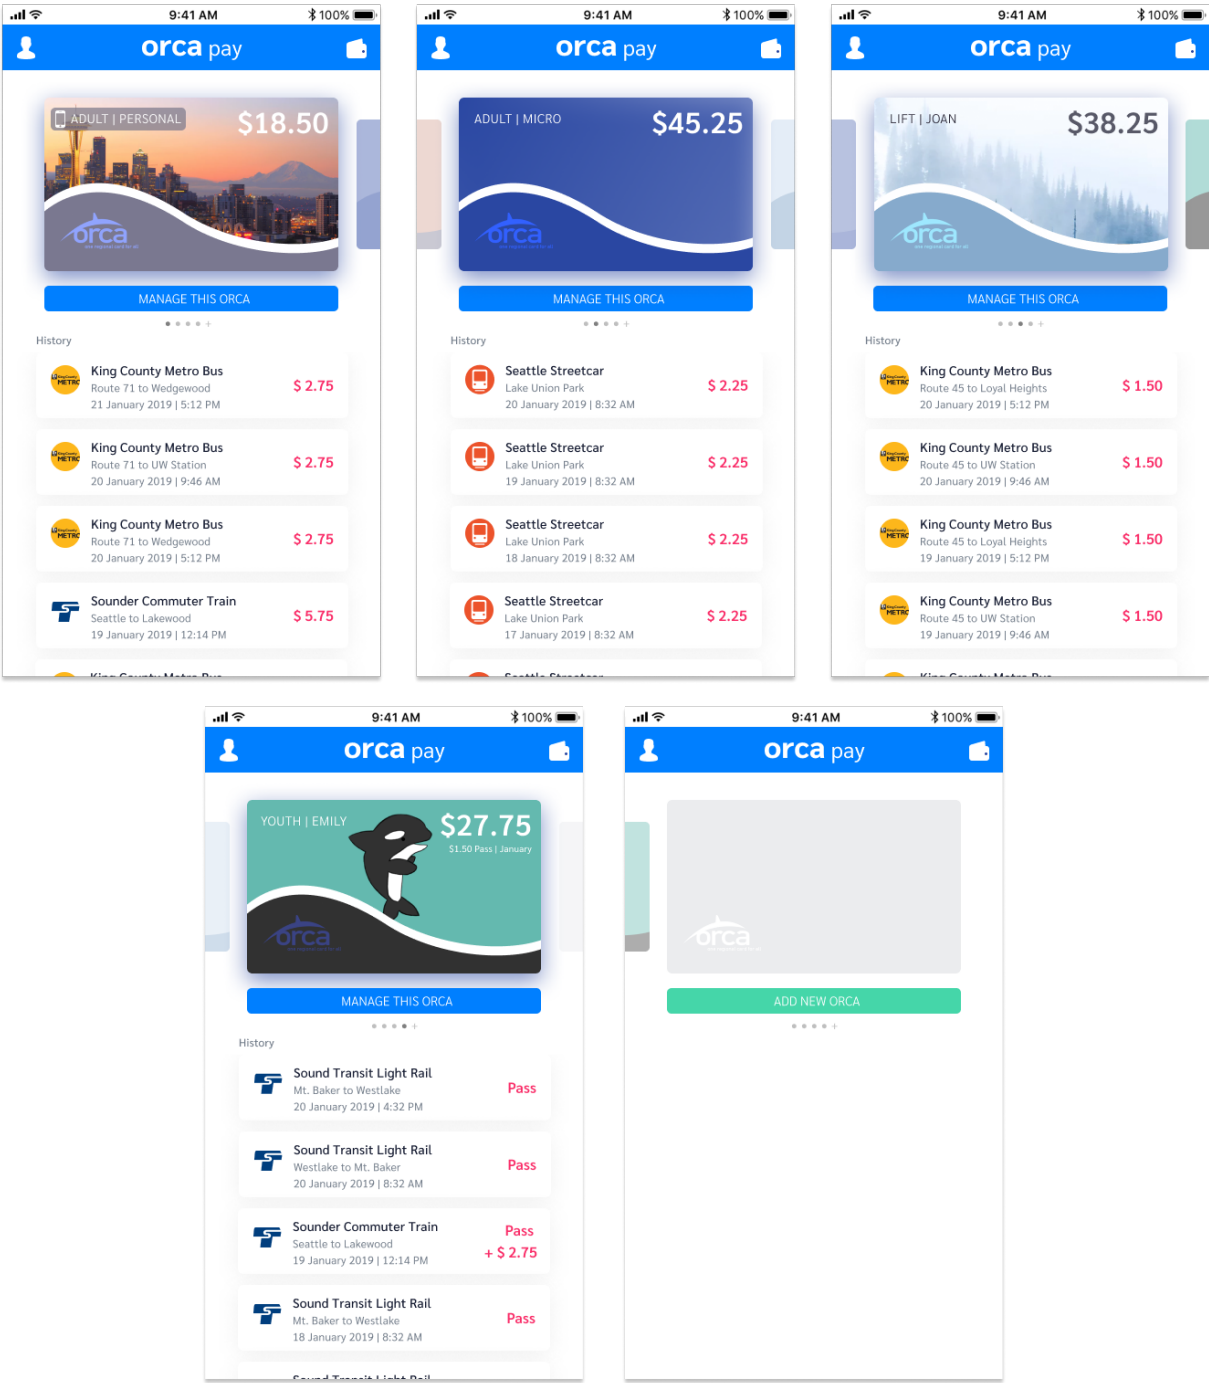 9:41 AM
100%
orca pay
ADULT | PERSONAL
$18.50
orca
MANAGE THIS ORCA
History
King County Metro Bus
Route 71 to Wedgewood
21 January 2019 | 5:12 PM
$ 2.75
King County Metro Bus
Route 71 to UW Station
20 January 2019 | 9:46 AM
$ 2.75
King County Metro Bus
Route 71 to Wedgewood
20 January 2019 | 5:12 PM
$ 2.75
Sounder Commuter Train
Seattle to Lakewood
19 January 2019 | 12:14 PM
$ 5.75
King County Metro Bus
9:41 AM
100%
orca pay
ADULT | MICRO
$45.25
orca
MANAGE THIS ORCA
History
Seattle Streetcar
Lake Union Park
20 January 2019 | 8:32 AM
$ 2.25
Seattle Streetcar
Lake Union Park
19 January 2019 | 8:32 AM
$ 2.25
Seattle Streetcar
Lake Union Park
18 January 2019 | 8:32 AM
$ 2.25
Seattle Streetcar
Lake Union Park
17 January 2019 | 8:32 AM
$ 2.25
Seattle Streetcar
9:41 AM
100%
orca pay
LIFT | JOAN
$38.25
orca
MANAGE THIS ORCA
History
King County Metro Bus
Route 45 to Loyal Heights
20 January 2019 | 5:12 PM
$ 1.50
King County Metro Bus
Route 45 to UW Station
20 January 2019 | 9:46 AM
$ 1.50
King County Metro Bus
Route 45 to Loyal Heights
19 January 2019 | 5:12 PM
$ 1.50
King County Metro Bus
Route 45 to UW Station
19 January 2019 | 9:46 AM
$ 1.50
King County Metro Bus
9:41 AM
100%
orca pay
YOUTH | EMILY
$27.75
$1.50 Pass | January
orca
MANAGE THIS ORCA
History
Sound Transit Light Rail
Mt. Baker to Westlake
20 January 2019 | 4:32 PM
Pass
Sound Transit Light Rail
Westlake to Mt. Baker
20 January 2019 | 8:32 AM
Pass
Sounder Commuter Train
Seattle to Lakewood
19 January 2019 | 12:14 PM
Pass
+ $ 2.75
Sound Transit Light Rail
Mt. Baker to Westlake
18 January 2019 | 8:32 AM
Pass
Sound Transit Light Rail
9:41 AM
100%
orca pay
orca
ADD NEW ORCA